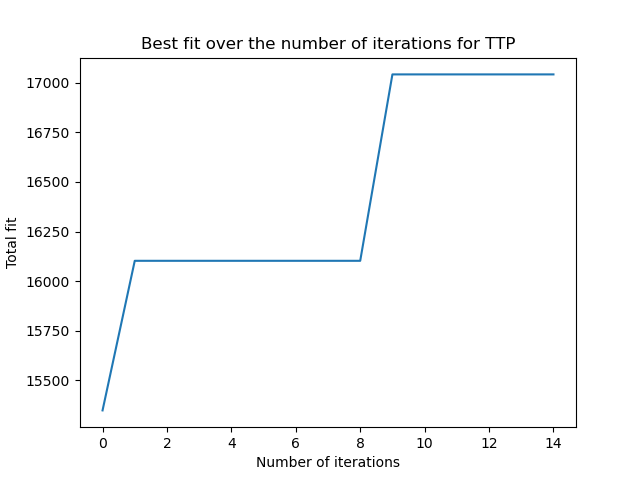 Best fit over the number of iterations for TTP
17000
16750
16500
16250
16000
15750
15500
Total fit
0 2 4 6 8 10 12 14
Number of iterations